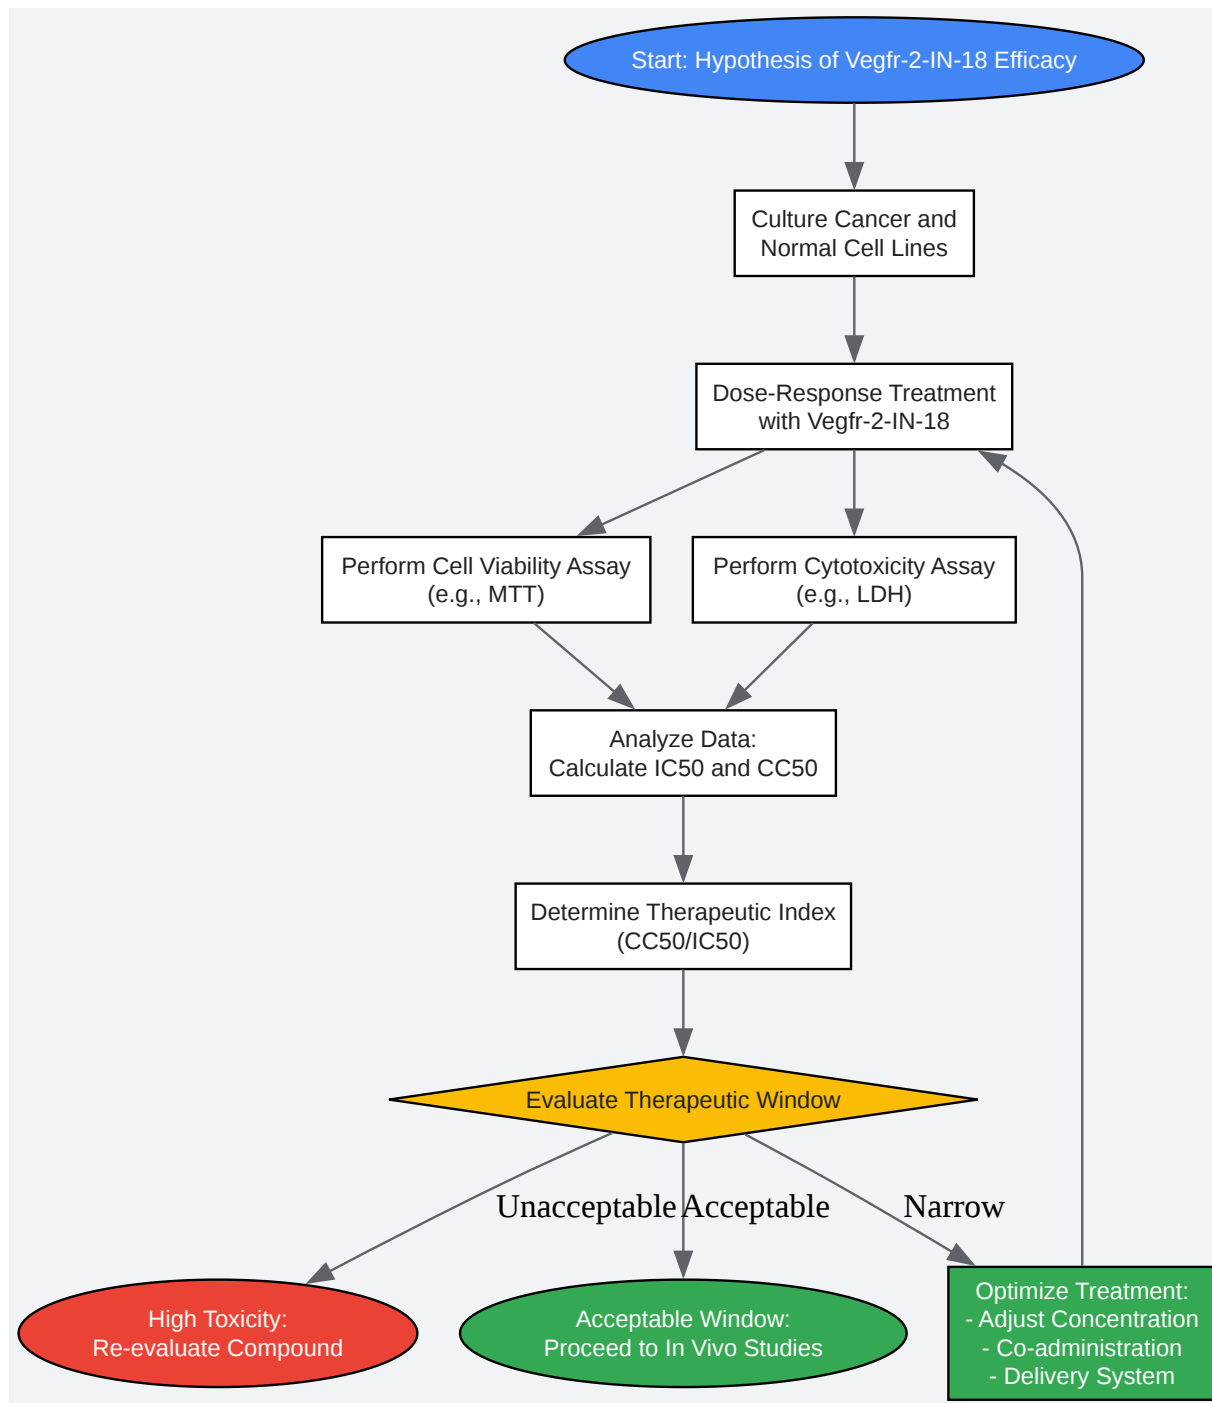 Start: Hypothesis of Vegfr-2-IN-18 Efficacy
Culture Cancer and
Normal Cell Lines
Dose-Response Treatment
with Vegfr-2-IN-18
Perform Cell Viability Assay
(e.g., MTT)
Perform Cytotoxicity Assay
(e.g., LDH)
Analyze Data:
Calculate IC50 and CC50
Determine Therapeutic Index
(CC50/IC50)
Evaluate Therapeutic Window
Unacceptable
Acceptable
Narrow
High Toxicity:
Re-evaluate Compound
Acceptable Window:
Proceed to In Vivo Studies
Optimize Treatment:
- Adjust Concentration
- Co-administration
- Delivery System